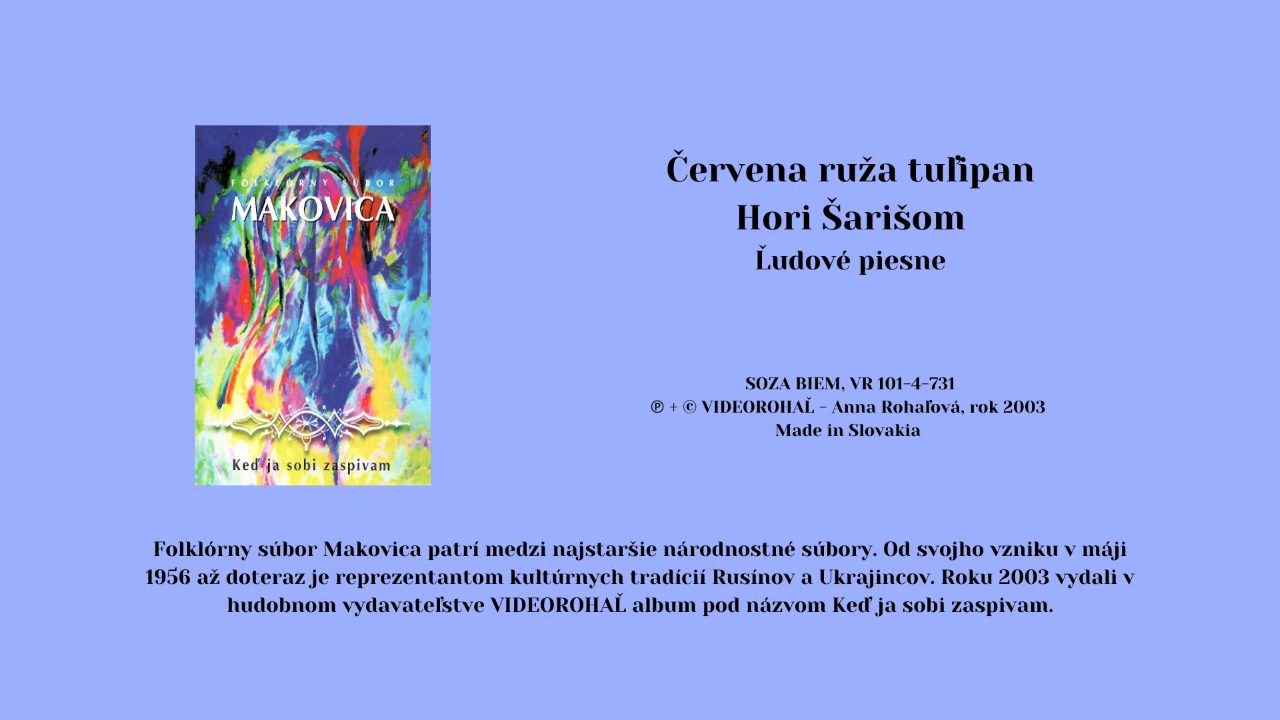 FOLKLÓRNY SÚBOR
MAKOVICA
Keď ja sobi zaspivam
Červena ruža tuľipan
Hori Šarišom
Ľudové piesne
SOZA BIEM, VR 101-4-731
℗ + © VIDEOROHAĽ - Anna Rohaľová, rok 2003
Made in Slovakia
Folklórny súbor Makovica patrí medzi najstaršie národnostné súbory. Od svojho vzniku v máji
1956 až doteraz je reprezentantom kultúrnych tradícií Rusínov a Ukrajincov. Roku 2003 vydali v
hudobnom vydavateľstve VIDEOROHAĽ album pod názvom Keď ja sobi zaspivam.